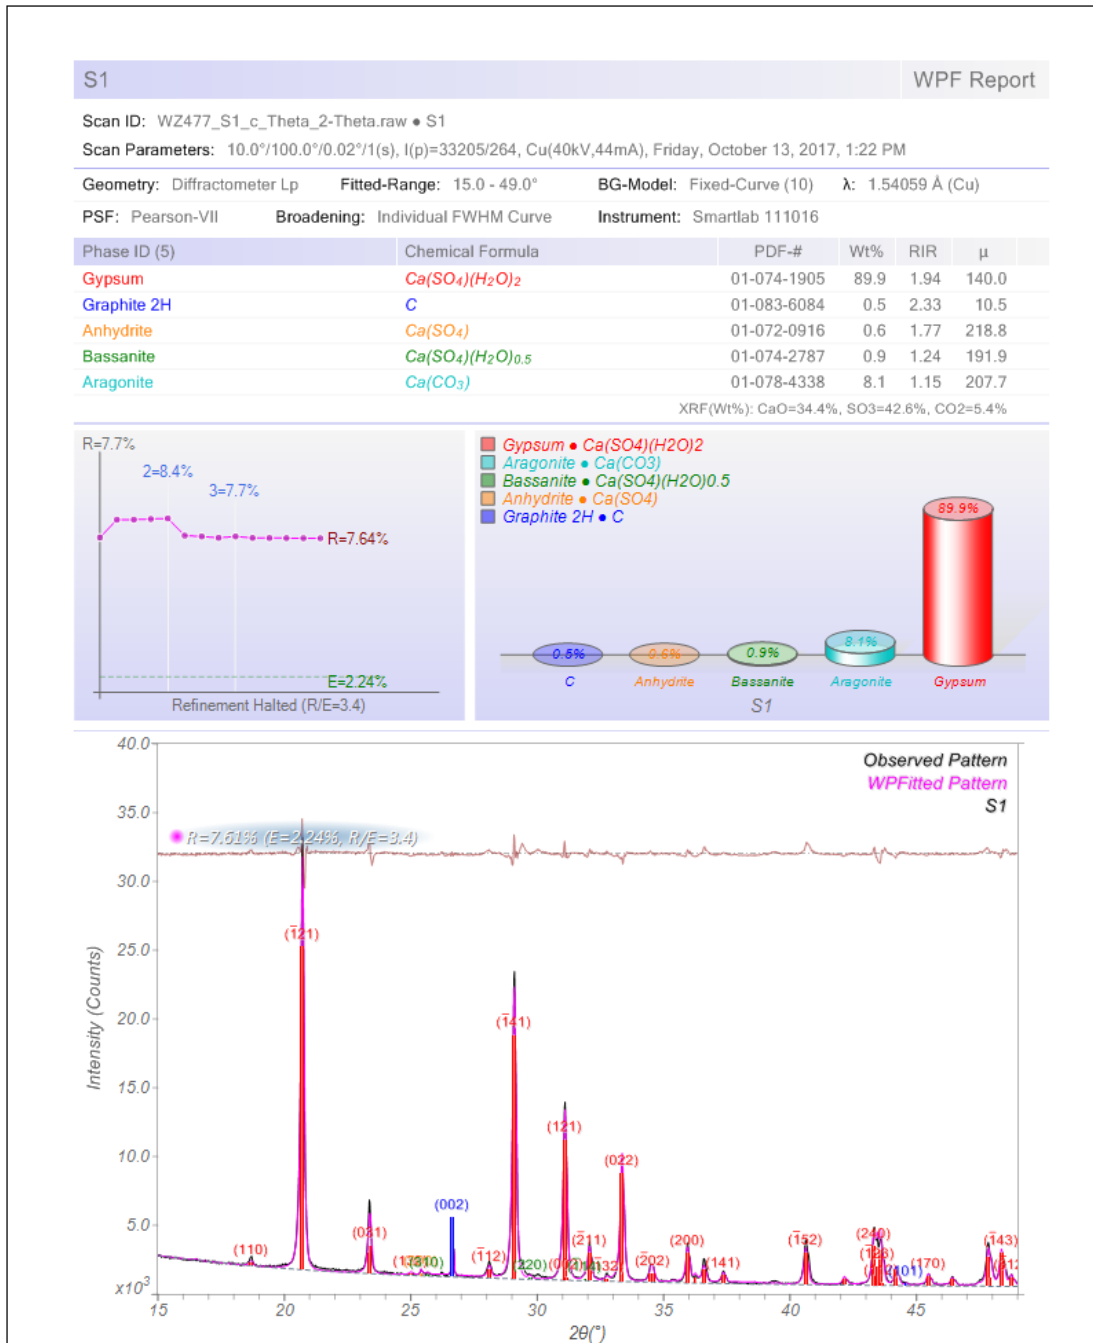 S1 WPF Report
Scan ID: WZ477_S1_c_Theta_2-Theta.raw ● S1
Scan Parameters: 10.0°/100.0°/0.02°/1(s), I(p)=33205/264, Cu(40kV,44mA), Friday, October 13, 2017, 1:22 PM
Geometry: Diffractometer Lp Fitted-Range: 15.0 - 49.0° BG-Model: Fixed-Curve (10) λ: 1.54059 Å (Cu)
PSF: Pearson-VII Broadening: Individual FWHM Curve Instrument: Smartlab 111016
Phase ID (5) Chemical Formula PDF-# Wt% RIR μ
Gypsum Ca(SO4)(H2O)2 01-074-1905 89.9 1.94 140.0
Graphite 2H C 01-083-6084 0.5 2.33 10.5
Anhydrite Ca(SO4) 01-072-0916 0.6 1.77 218.8
Bassanite Ca(SO4)(H2O)0.5 01-074-2787 0.9 1.24 191.9
Aragonite Ca(CO3) 01-078-4338 8.1 1.15 207.7
XRF(Wt%): CaO=34.4%, SO3=42.6%, CO2=5.4%
R=7.7%
2=8.4%
3=7.7%
R=7.64%
E=2.24%
Refinement Halted (R/E=3.4)
Gypsum ● Ca(SO4)(H2O)2
Aragonite ● Ca(CO3)
Bassanite ● Ca(SO4)(H2O)0.5
Anhydrite ● Ca(SO4)
Graphite 2H ● C
0.5% 0.6% 0.9% 8.1% 89.9%
C Anhydrite Bassanite Aragonite Gypsum
S1
Observed Pattern
WPFitted Pattern
S1
R=7.61% (E=2.24%, R/E=3.4)
40.0
35.0
30.0
25.0
20.0
15.0
10.0
5.0
x10³
Intensity (Counts)
(110) (1̅21) (031) (002) (1̅12) (1̅41) (220) (121) (2̅11) (022) (2̅02) (200) (141) (1̅52) (240) (1̅23) (170) (1̅43)
15 20 25 30 35 40 45
2θ(°)